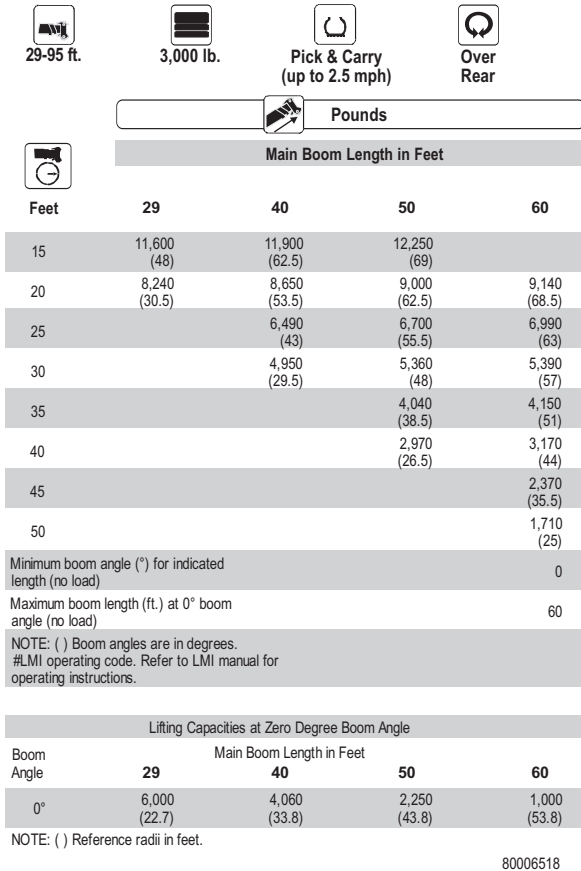 29-95 ft. 3,000 lb. Pick & Carry Over
(up to 2.5 mph) Rear
Pounds
Main Boom Length in Feet
Feet 29 40 50 60
15 11,600 11,900 12,250
(48) (62.5) (69)
20 8,240 8,650 9,000 9,140
(30.5) (53.5) (62.5) (68.5)
25 6,490 6,700 6,990
(43) (55.5) (63)
30 4,950 5,360 5,390
(29.5) (48) (57)
35 4,040 4,150
(38.5) (51)
40 2,970 3,170
(26.5) (44)
45 2,370
(35.5)
50 1,710
(25)
Minimum boom angle (°) for indicated
length (no load) 0
Maximum boom length (ft.) at 0° boom
angle (no load) 60
NOTE: ( ) Boom angles are in degrees.
#LMI operating code. Refer to LMI manual for
operating instructions.
Lifting Capacities at Zero Degree Boom Angle
Boom Main Boom Length in Feet
Angle 29 40 50 60
0° 6,000 4,060 2,250 1,000
(22.7) (33.8) (43.8) (53.8)
NOTE: ( ) Reference radii in feet.
80006518